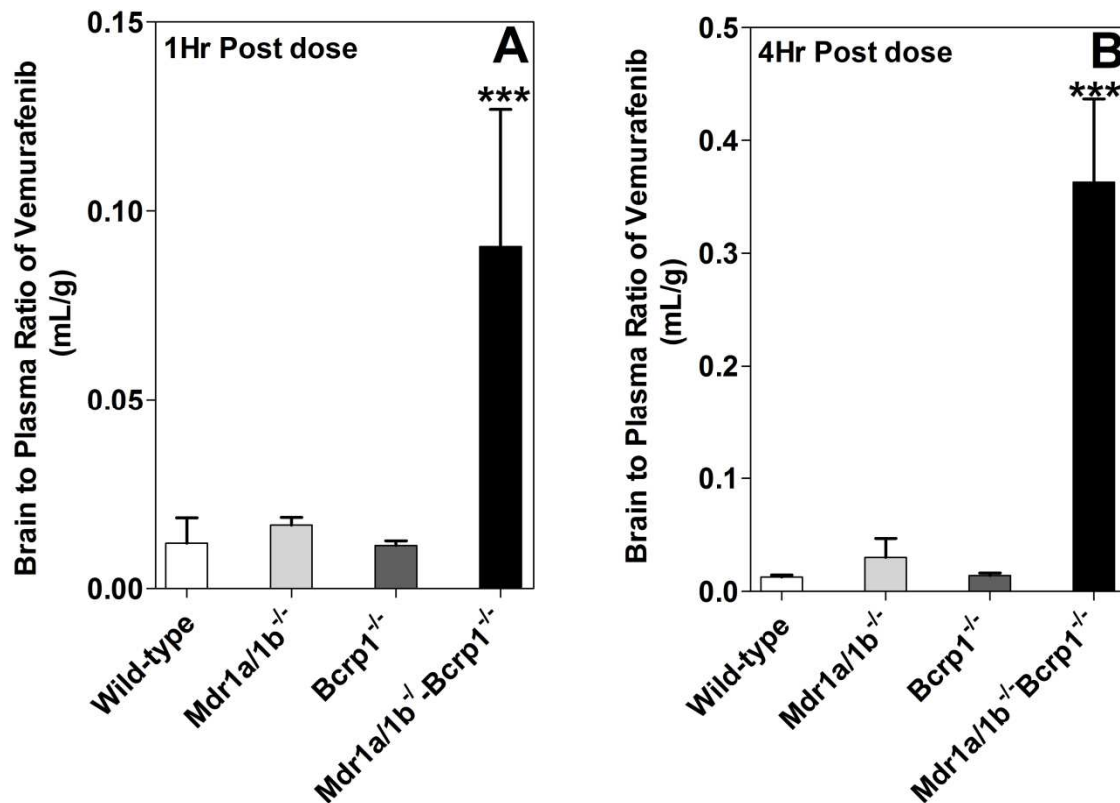 1Hr Post dose
A
***
Brain to Plasma Ratio of Vemurafenib
(mL/g)
0.15
0.10
0.05
0.00
Wild-type
Mdr1a/1b-/-
Bcrp1-/-
Mdr1a/1b-/-Bcrp1-/-
4Hr Post dose
B
***
Brain to Plasma Ratio of Vemurafenib
(mL/g)
0.5
0.4
0.3
0.2
0.1
0.0
Wild-type
Mdr1a/1b-/-
Bcrp1-/-
Mdr1a/1b-/-Bcrp1-/-